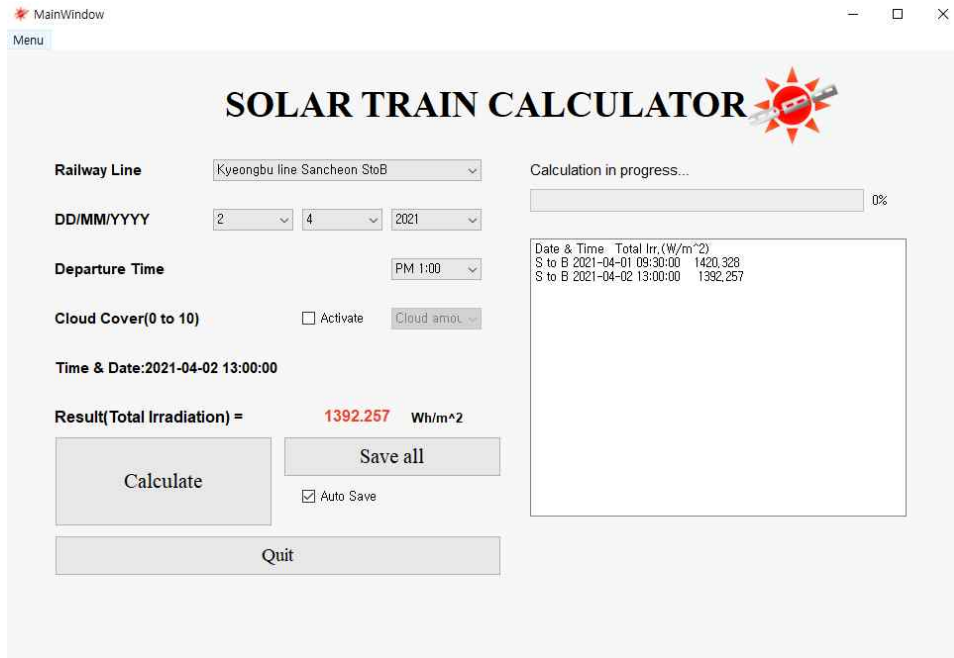 MainWindow
Menu
SOLAR TRAIN CALCULATOR
Railway Line
Kyeongbu line Sancheon StoB
DD/MM/YYYY
2
4
2021
Departure Time
PM 1:00
Cloud Cover(0 to 10)
Activate
Cloud amou
Time & Date:2021-04-02 13:00:00
Result(Total Irradiation) = 1392.257 Wh/m^2
Calculate
Save all
Auto Save
Quit
Calculation in progress...
0%
Date & Time Total Irr,(W/m^2)
S to B 2021-04-01 09:30:00 1420,328
S to B 2021-04-02 13:00:00 1392,257